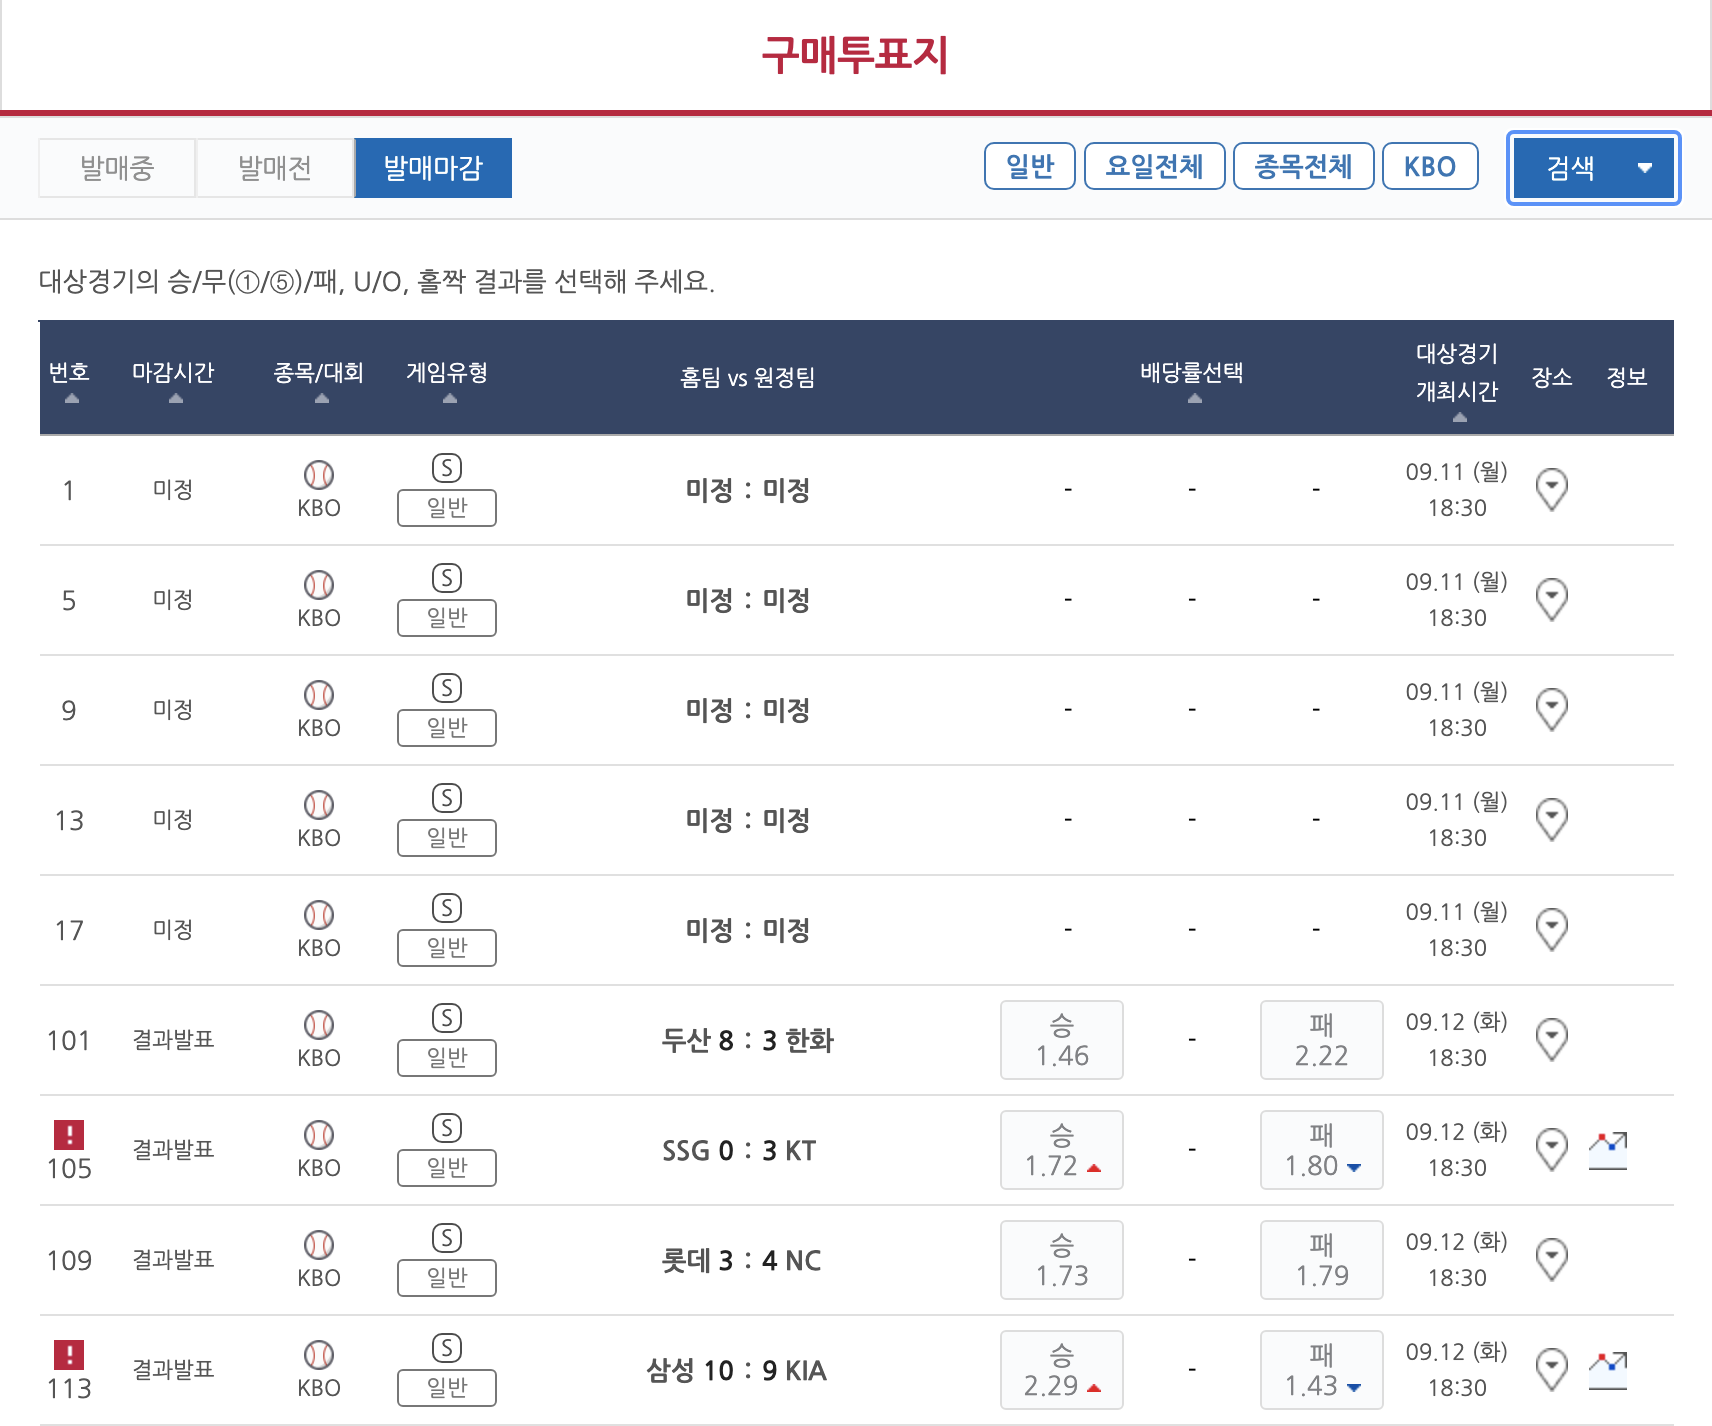 구매투표지
발매중 발매전 발매마감 일반 요일전체 종목전체 KBO 검색
대상경기의 승/무(①/⑤)/패, U/O, 홀짝 결과를 선택해 주세요.
번호 마감시간 종목/대회 게임유형 홈팀 vs 원정팀 배당률선택 대상경기 개최시간 장소 정보
1 미정 KBO S 일반 미정 : 미정 - - - 09.11 (월) 18:30
5 미정 KBO S 일반 미정 : 미정 - - - 09.11 (월) 18:30
9 미정 KBO S 일반 미정 : 미정 - - - 09.11 (월) 18:30
13 미정 KBO S 일반 미정 : 미정 - - - 09.11 (월) 18:30
17 미정 KBO S 일반 미정 : 미정 - - - 09.11 (월) 18:30
101 결과발표 KBO S 일반 두산 8 : 3 한화 승 1.46 - 패 2.22 09.12 (화) 18:30
! 105 결과발표 KBO S 일반 SSG 0 : 3 KT 승 1.72 - 패 1.80 09.12 (화) 18:30
109 결과발표 KBO S 일반 롯데 3 : 4 NC 승 1.73 - 패 1.79 09.12 (화) 18:30
! 113 결과발표 KBO S 일반 삼성 10 : 9 KIA 승 2.29 - 패 1.43 09.12 (화) 18:30